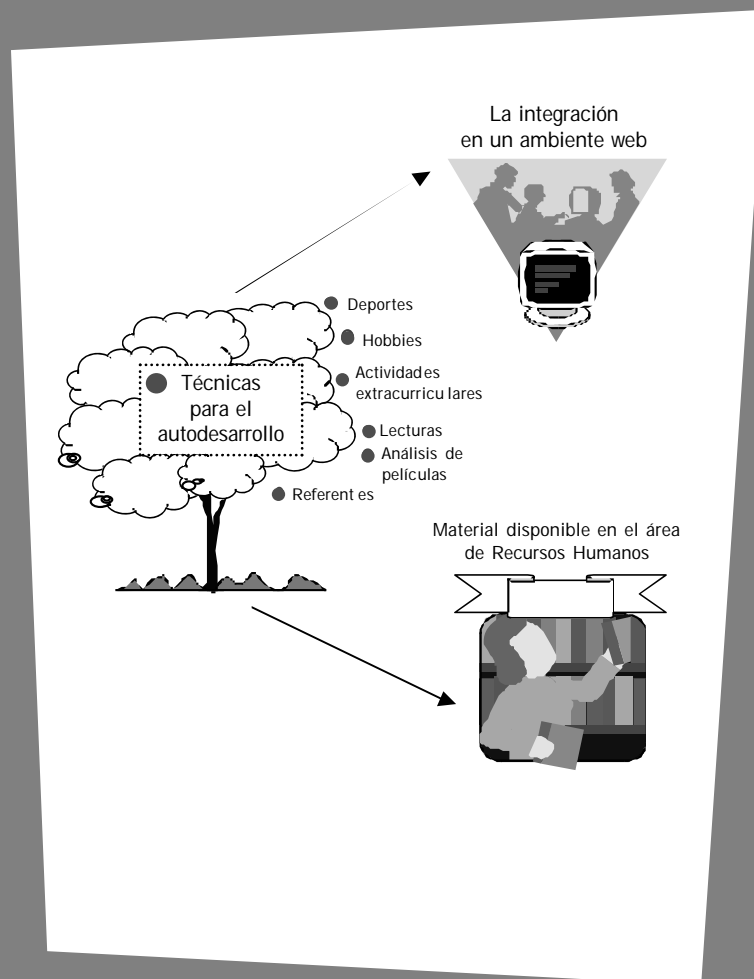 La integración
en un ambiente web
Deportes
Hobbies
Actividades
extracurriculares
Técnicas
para el
autodesarrollo
Lecturas
Análisis de
películas
Referentes
Material disponible en el área
de Recursos Humanos